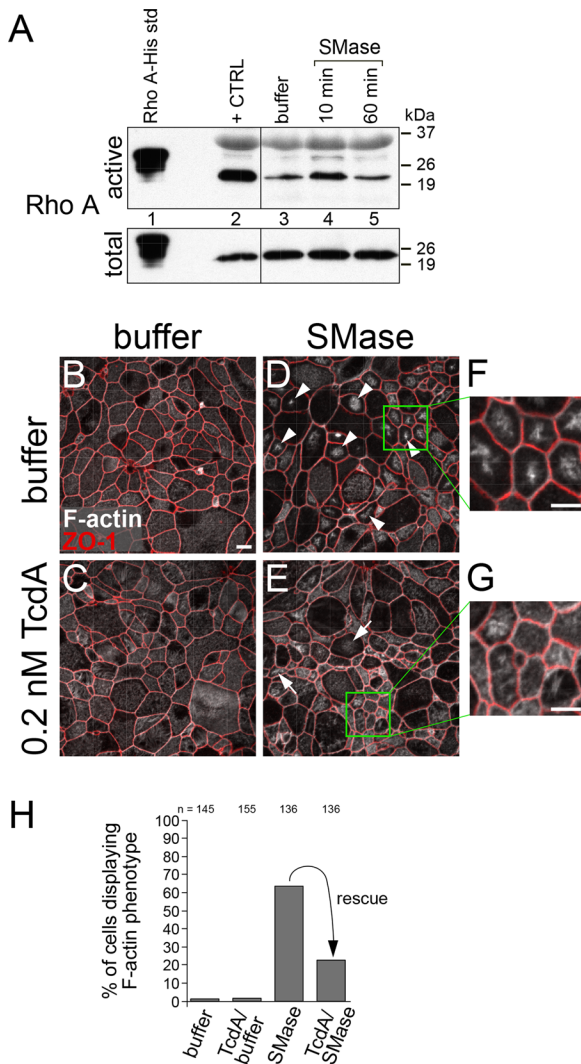 A
Rho A-His std
+ CTRL
buffer
SMase
10 min
60 min
kDa
37
26
19
active
Rho A
1 2 3 4 5
total
26
19
buffer
SMase
buffer
B
F-actin
ZO-1
D
F
0.2 nM TcdA
C
E
G
H
n = 145 155 136 136
% of cells displaying
F-actin phenotype
100
90
80
70
60
50
40
30
20
10
0
rescue
buffer
TcdA/
buffer
SMase
TcdA/
SMase